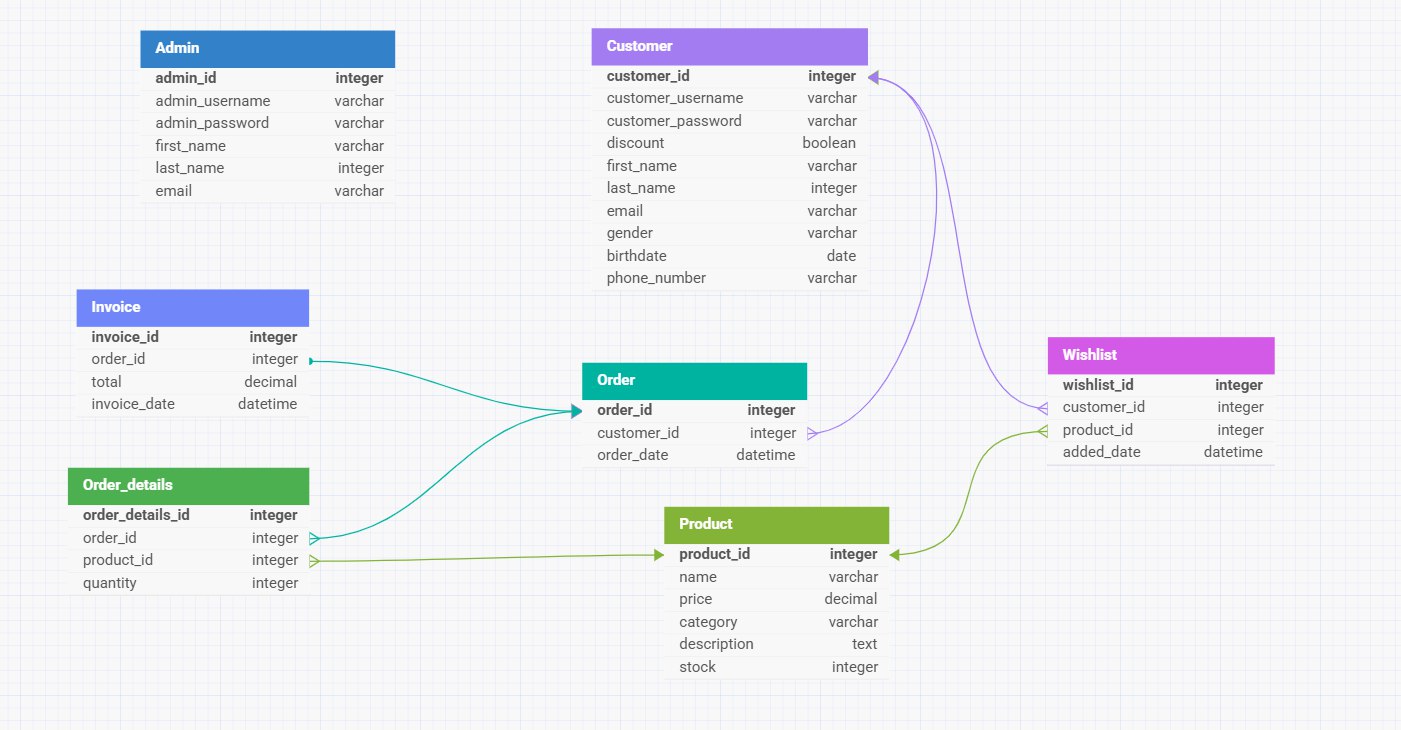 Admin
admin_id integer
admin_username varchar
admin_password varchar
first_name varchar
last_name integer
email varchar
Customer
customer_id integer
customer_username varchar
customer_password varchar
discount boolean
first_name varchar
last_name integer
email varchar
gender varchar
birthdate date
phone_number varchar
Invoice
invoice_id integer
order_id integer
total decimal
invoice_date datetime
Order
order_id integer
customer_id integer
order_date datetime
Wishlist
wishlist_id integer
customer_id integer
product_id integer
added_date datetime
Order_details
order_details_id integer
order_id integer
product_id integer
quantity integer
Product
product_id integer
name varchar
price decimal
category varchar
description text
stock integer